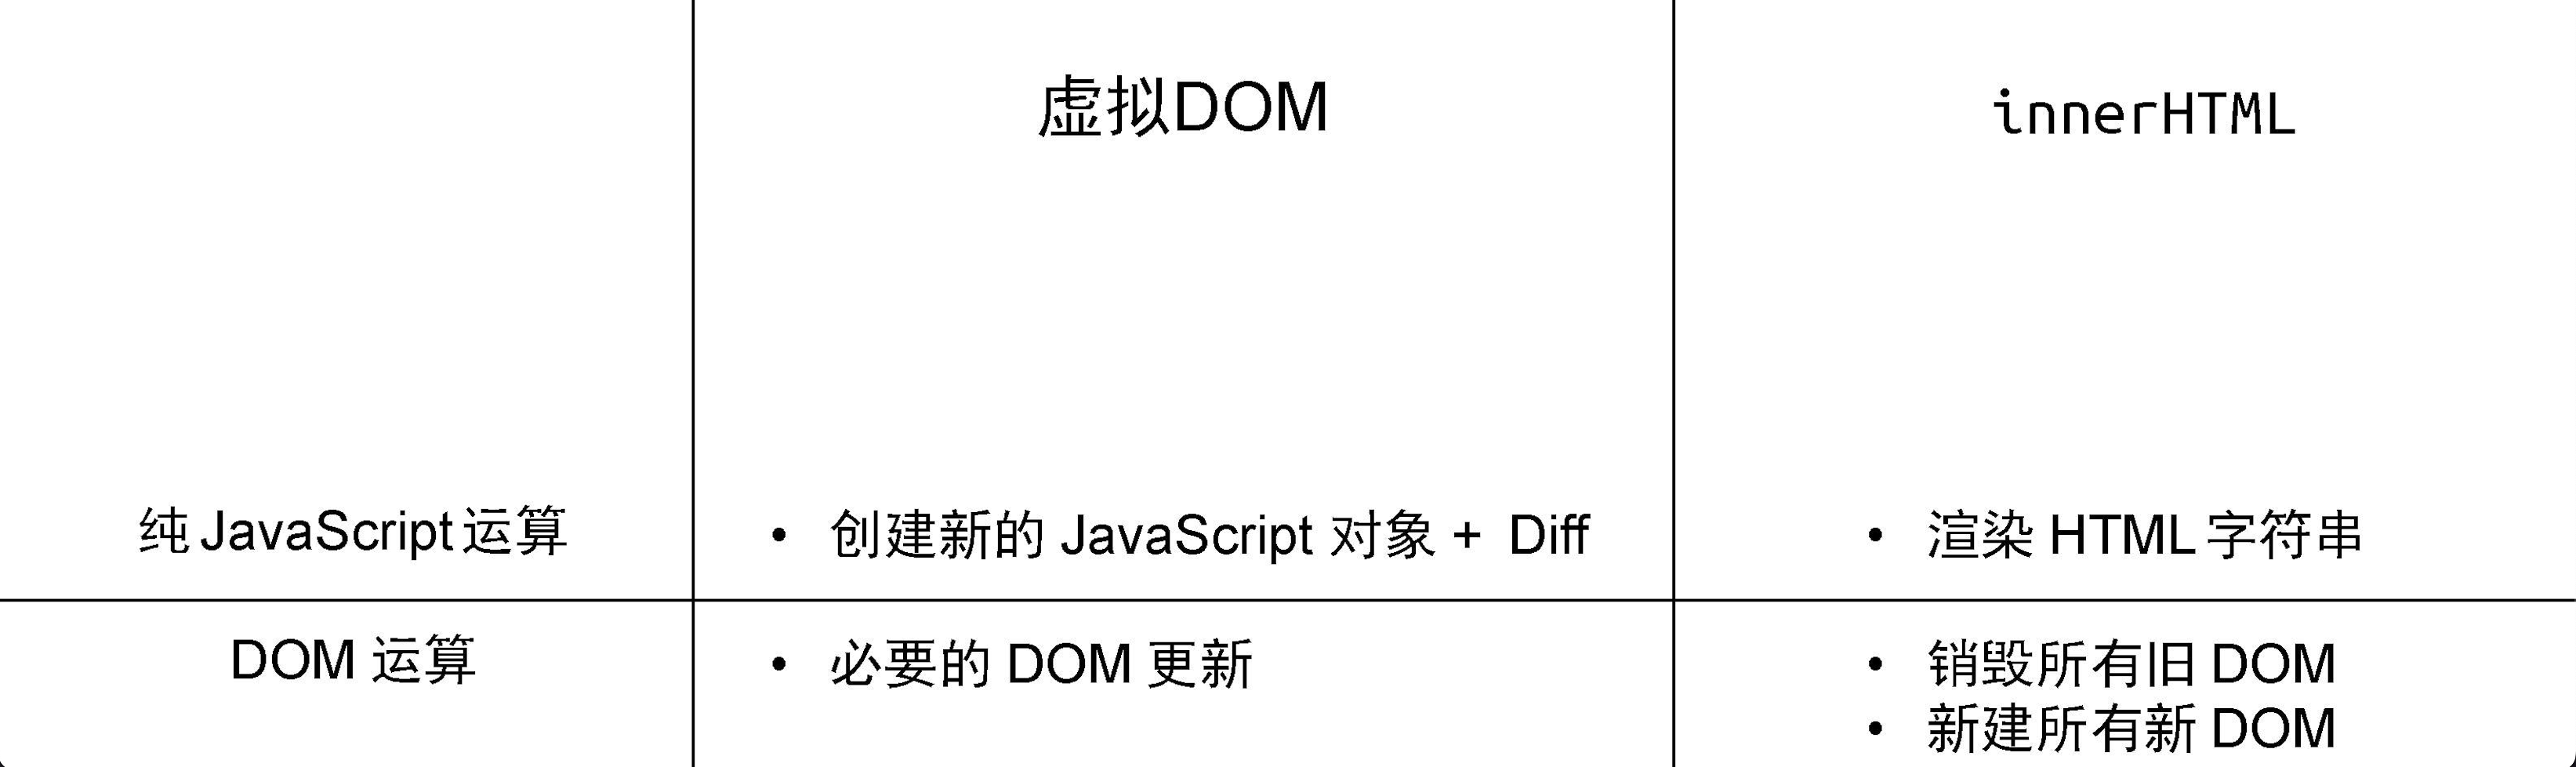 虚拟DOM innerHTML
纯 JavaScript 运算 • 创建新的 JavaScript 对象 + Diff • 渲染 HTML 字符串
DOM 运算 • 必要的 DOM 更新 • 销毁所有旧 DOM
• 新建所有新 DOM